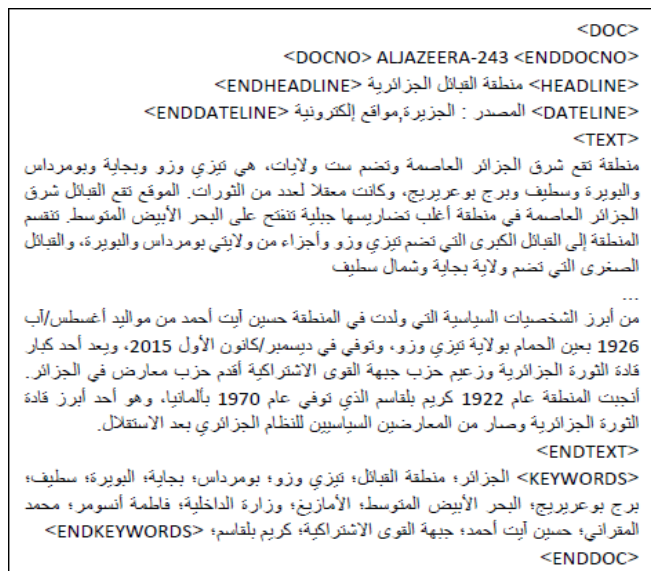 <DOC>
<DOCNO> ALJAZEERA-243 <ENDDOCNO>
<HEADLINE> منطقة القبائل الجزائرية <ENDHEADLINE>
<DATELINE> المصدر : الجزيرة,مواقع إلكترونية <ENDDATELINE>
<TEXT>
منطقة تقع شرق الجزائر العاصمة وتضم ست ولايات، هي تيزي وزو وبجاية وبومرداس
والبويرة وسطيف وبرج بوعريريج، وكانت معقلا لعدد من الثورات. الموقع تقع القبائل شرق
الجزائر العاصمة في منطقة أغلب تضاريسها جبلية تنفتح على البحر الأبيض المتوسط. تنقسم
المنطقة إلى القبائل الكبرى التي تضم تيزي وزو وأجزاء من ولايتي بومرداس والبويرة، والقبائل
الصغرى التي تضم ولاية بجاية وشمال سطيف
...
من أبرز الشخصيات السياسية التي ولدت في المنطقة حسين آيت أحمد من مواليد أغسطس/آب
1926 بعين الحمام بولاية تيزي وزو، وتوفي في ديسمبر/كانون الأول 2015، ويعد أحد كبار
قادة الثورة الجزائرية وزعيم حزب جبهة القوى الاشتراكية أقدم حزب معارض في الجزائر.
أنجبت المنطقة عام 1922 كريم بلقاسم الذي توفي عام 1970 بألمانيا، وهو أحد أبرز قادة
الثورة الجزائرية وصار من المعارضين السياسيين للنظام الجزائري بعد الاستقلال.
<ENDTEXT>
<KEYWORDS> الجزائر؛ منطقة القبائل؛ تيزي وزو؛ بومرداس؛ بجاية؛ البويرة؛ سطيف؛
برج بوعريريج؛ البحر الأبيض المتوسط؛ الأمازيغ؛ وزارة الداخلية؛ فاطمة أنسومر؛ محمد
المقراني؛ حسين آيت أحمد؛ جبهة القوى الاشتراكية؛ كريم بلقاسم؛ <ENDKEYWORDS>
<ENDDOC>